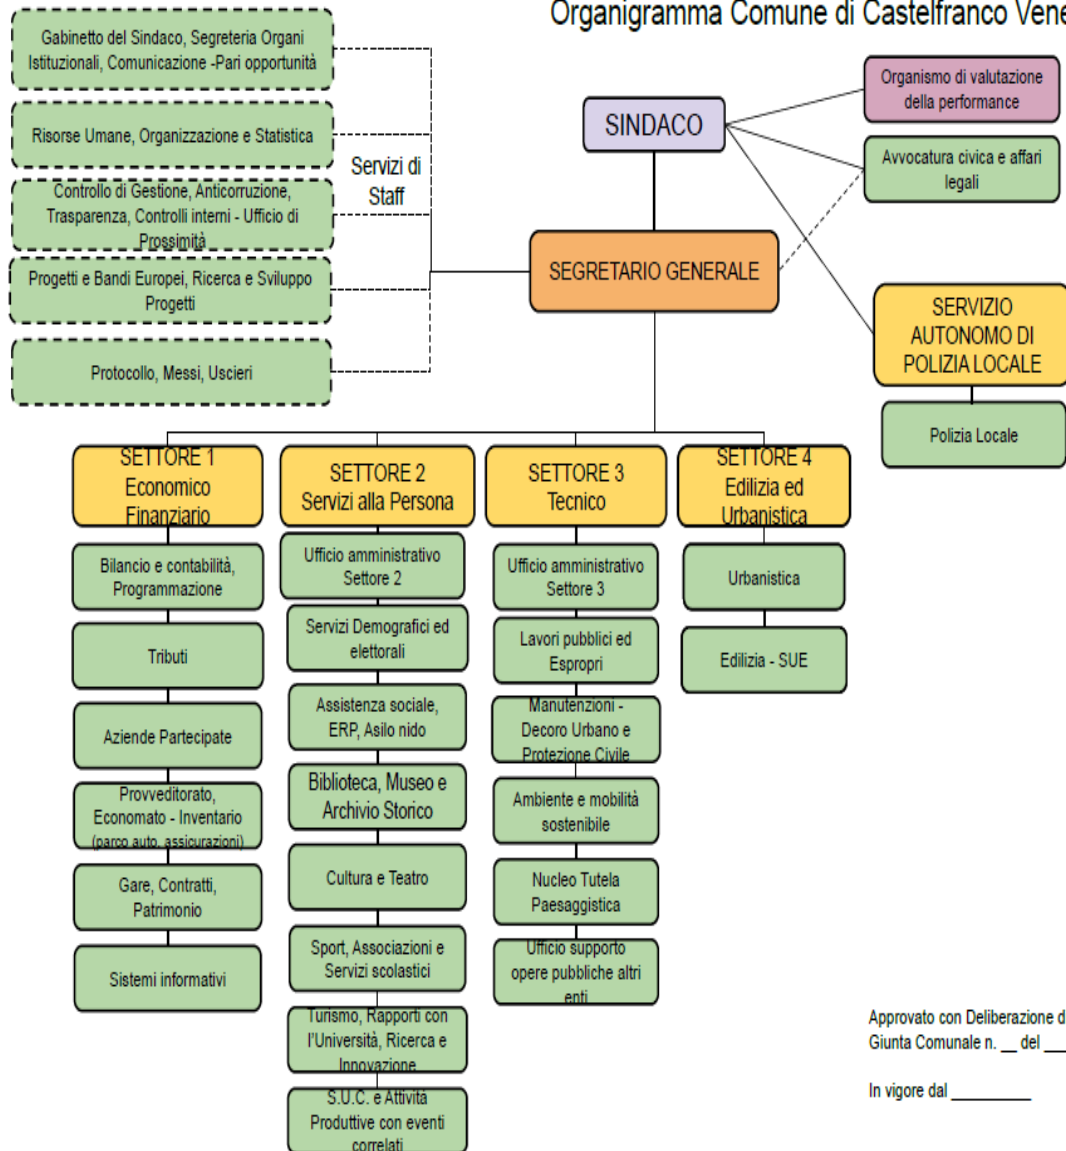 Organigramma Comune di Castelfranco Vene
Gabinetto del Sindaco, Segreteria Organi
Istituzionali, Comunicazione -Pari opportunità
Risorse Umane, Organizzazione e Statistica
Controllo di Gestione, Anticorruzione,
Trasparenza, Controlli interni - Ufficio di
Prossimità
Progetti e Bandi Europei, Ricerca e Sviluppo
Progetti
Protocollo, Messi, Uscieri
Servizi di
Staff
SINDACO
SEGRETARIO GENERALE
Organismo di valutazione
della performance
Avvocatura civica e affari
legali
SERVIZIO
AUTONOMO DI
POLIZIA LOCALE
Polizia Locale
SETTORE 1
Economico
Finanziario
Bilancio e contabilità,
Programmazione
Tributi
Aziende Partecipate
Provveditorato,
Economato - Inventario
(parco auto, assicurazioni)
Gare, Contratti,
Patrimonio
Sistemi informativi
SETTORE 2
Servizi alla Persona
Ufficio amministrativo
Settore 2
Servizi Demografici ed
elettorali
Assistenza sociale,
ERP, Asilo nido
Biblioteca, Museo e
Archivio Storico
Cultura e Teatro
Sport, Associazioni e
Servizi scolastici
Turismo, Rapporti con
l'Università, Ricerca e
Innovazione
S.U.C. e Attività
Produttive con eventi
correlati
SETTORE 3
Tecnico
Ufficio amministrativo
Settore 3
Lavori pubblici ed
Espropri
Manutenzioni -
Decoro Urbano e
Protezione Civile
Ambiente e mobilità
sostenibile
Nucleo Tutela
Paesaggistica
Ufficio supporto
opere pubbliche altri
enti
SETTORE 4
Edilizia ed
Urbanistica
Urbanistica
Edilizia - SUE
Approvato con Deliberazione d
Giunta Comunale n. __ del ___
In vigore dal _________